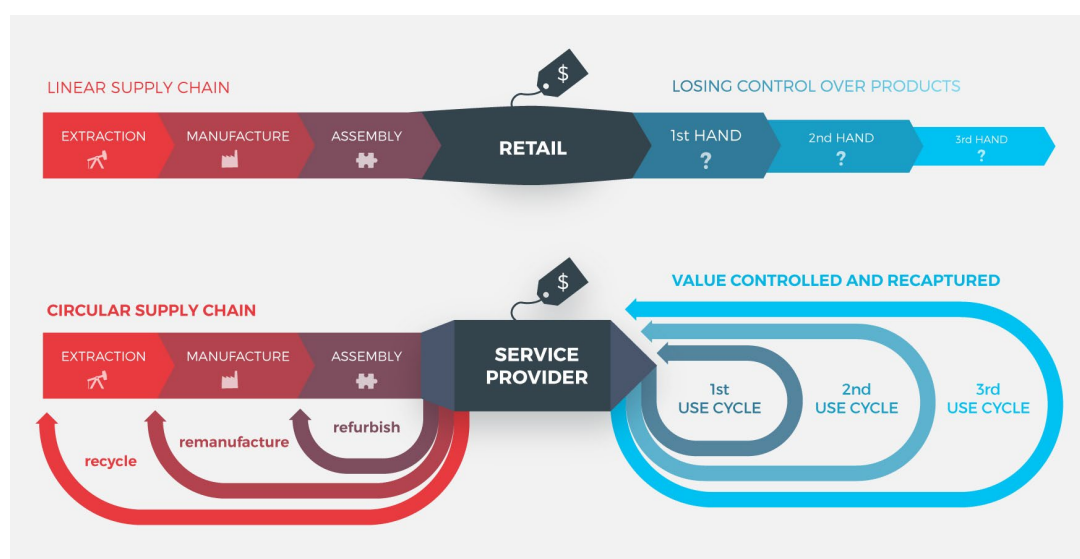 LINEAR SUPPLY CHAIN
$
LOSING CONTROL OVER PRODUCTS
EXTRACTION
MANUFACTURE
ASSEMBLY
RETAIL
1st HAND
?
2nd HAND
?
3rd HAND
?
CIRCULAR SUPPLY CHAIN
$
VALUE CONTROLLED AND RECAPTURED
EXTRACTION
MANUFACTURE
ASSEMBLY
SERVICE
PROVIDER
1st
USE CYCLE
2nd
USE CYCLE
3rd
USE CYCLE
refurbish
remanufacture
recycle